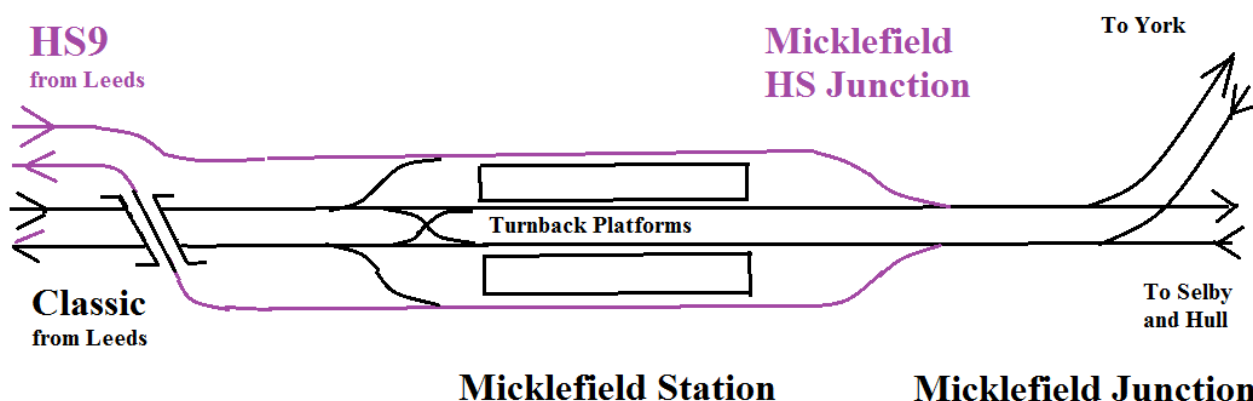 HS9
from Leeds
Micklefield
HS Junction
To York
Turnback Platforms
Classic
from Leeds
To Selby
and Hull
Micklefield Station
Micklefield Junction